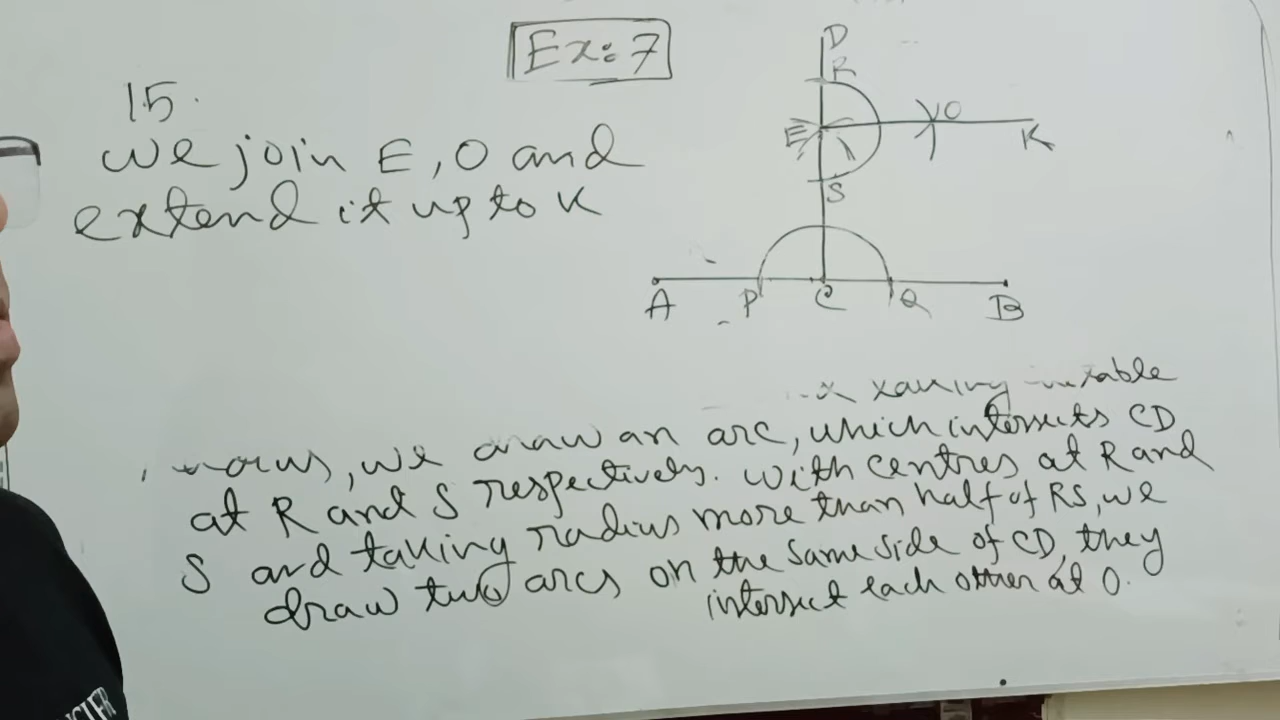 Ex: 7
15.
we join E, O and
extend it up to K
D
R
E
O
K
S
A
P
C
Q
B
taking
we draw an arc, which intersects CD
at R and S respectively. With centres at R and
S and taking radius more than half of RS, we
draw two arcs on the same side of CD, they
intersect each other at O.